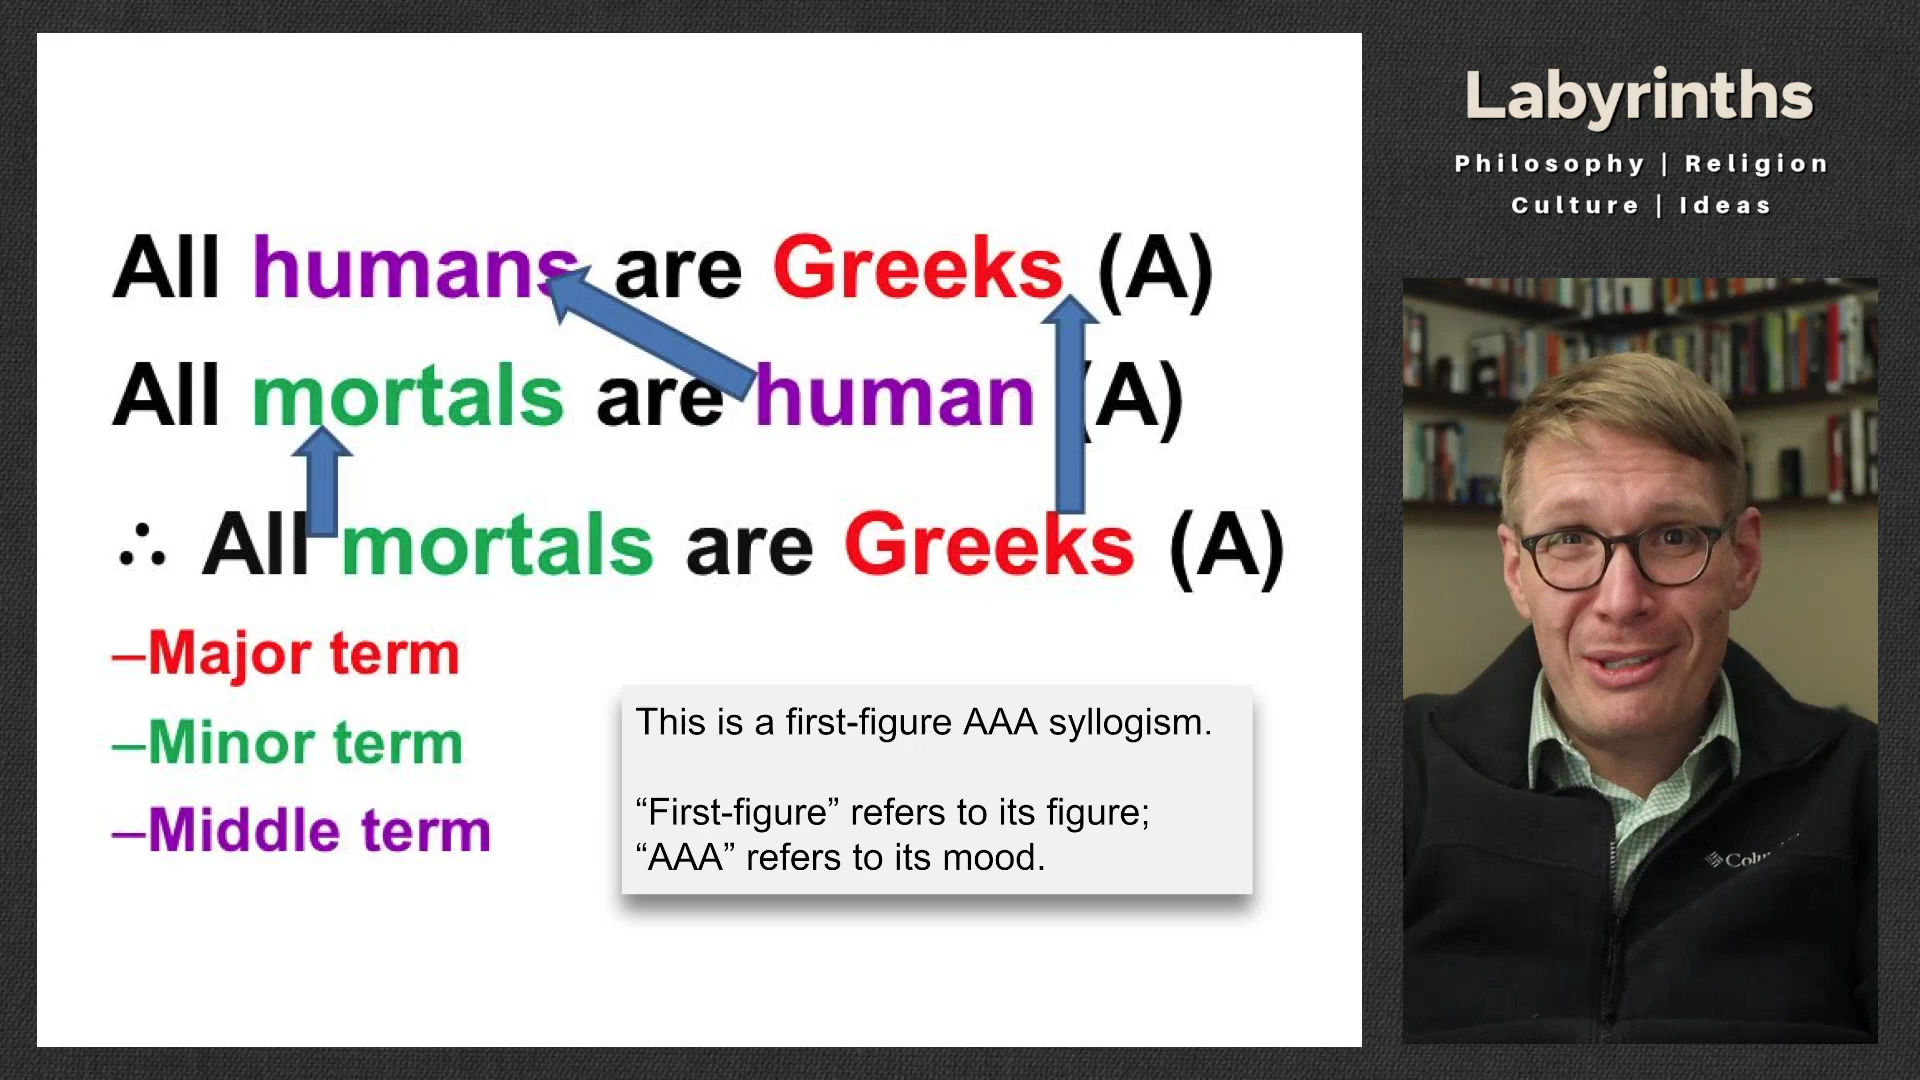 Labyrinths
Philosophy | Religion
Culture | Ideas
All humans are Greeks (A)
All mortals are human (A)
∴ All mortals are Greeks (A)
–Major term
–Minor term
–Middle term
This is a first-figure AAA syllogism.
“First-figure” refers to its figure;
“AAA” refers to its mood.